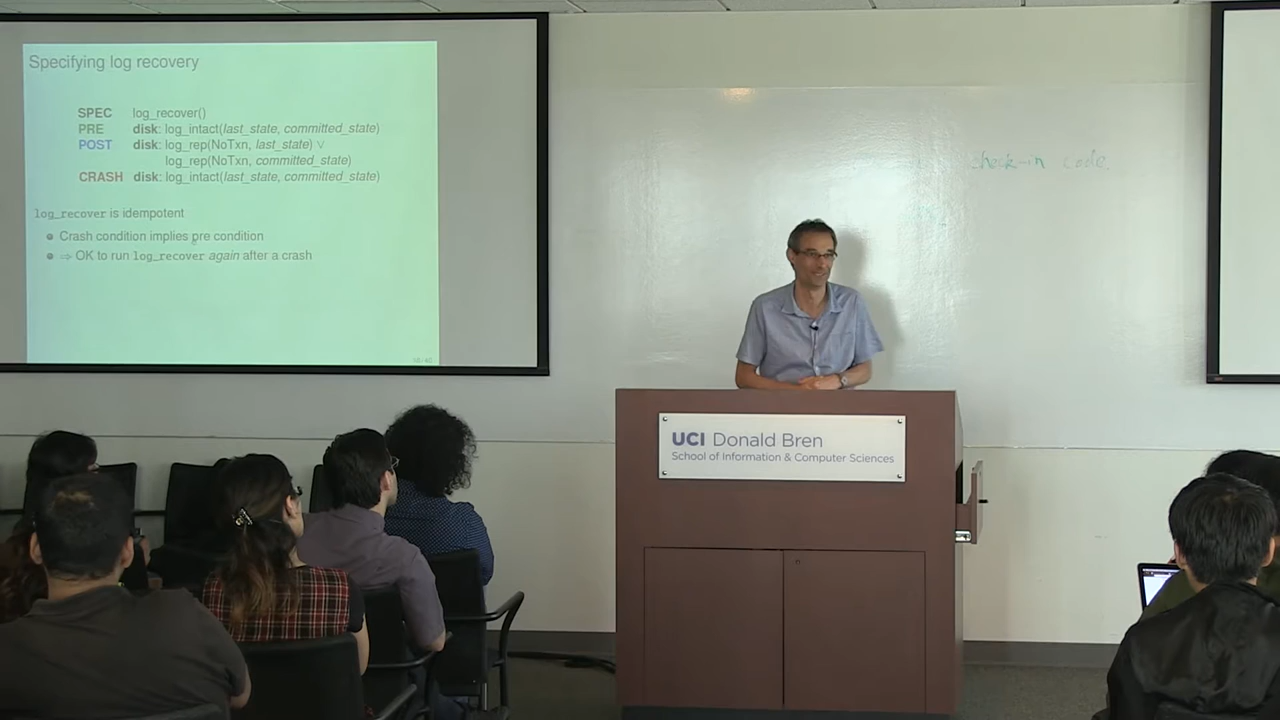 Specifying log recovery
SPEC log_recover()
PRE disk: log_intact(last_state, committed_state)
POST disk: log_rep(NoTxn, last_state) ∨
log_rep(NoTxn, committed_state)
CRASH disk: log_intact(last_state, committed_state)
log_recover is idempotent
Crash condition implies pre condition
⇒ OK to run log_recover again after a crash
check-in code
UCI Donald Bren
School of Information & Computer Sciences